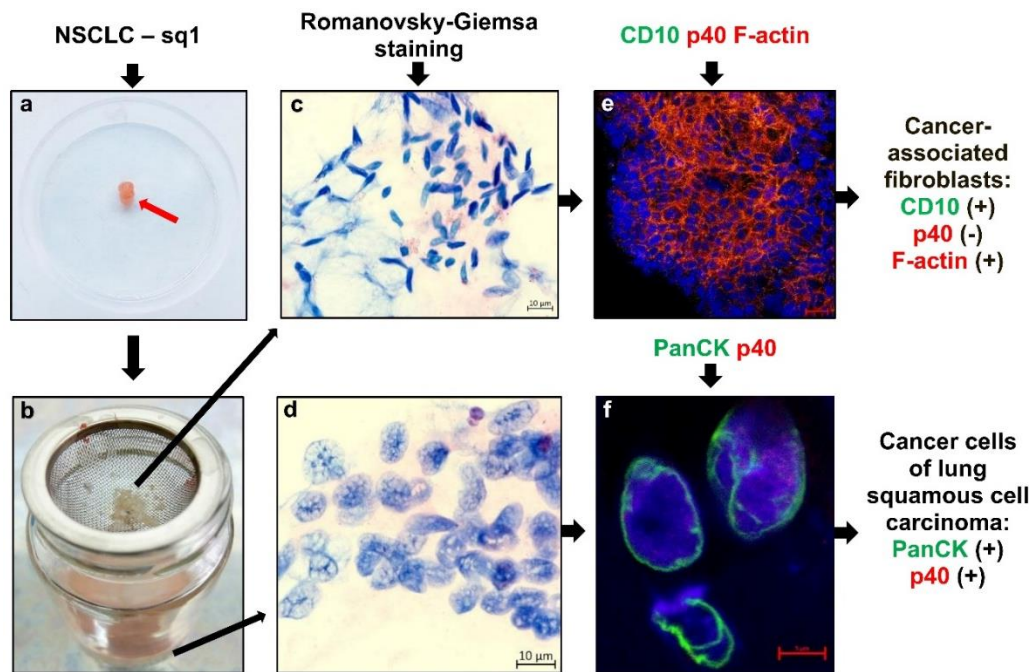 NSCLC – sq1
Romanovsky-Giemsa
staining
CD10 p40 F-actin
a
c
10 µm
e
Cancer-
associated
fibroblasts:
CD10 (+)
p40 (-)
F-actin (+)
PanCK p40
b
d
10 µm
f
Cancer cells
of lung
squamous cell
carcinoma:
PanCK (+)
p40 (+)